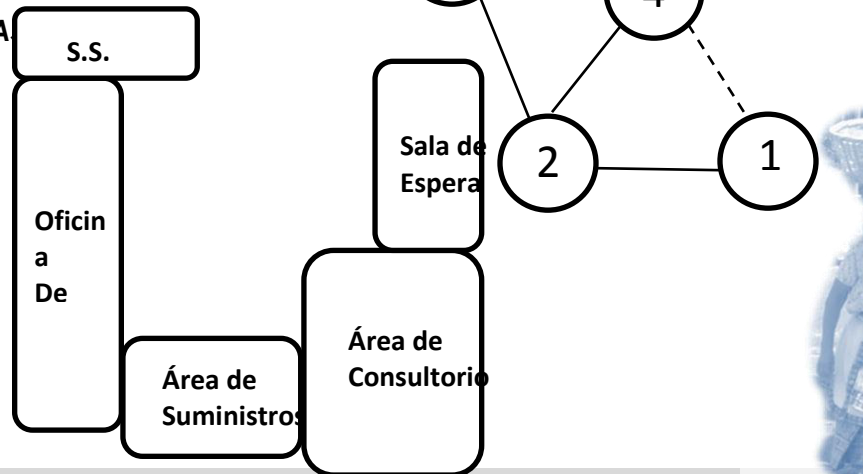 A.
S.S.
4
Sala de
Espera
2
1
Oficin
a
De
Área de
Consultorio
Área de
Suministros